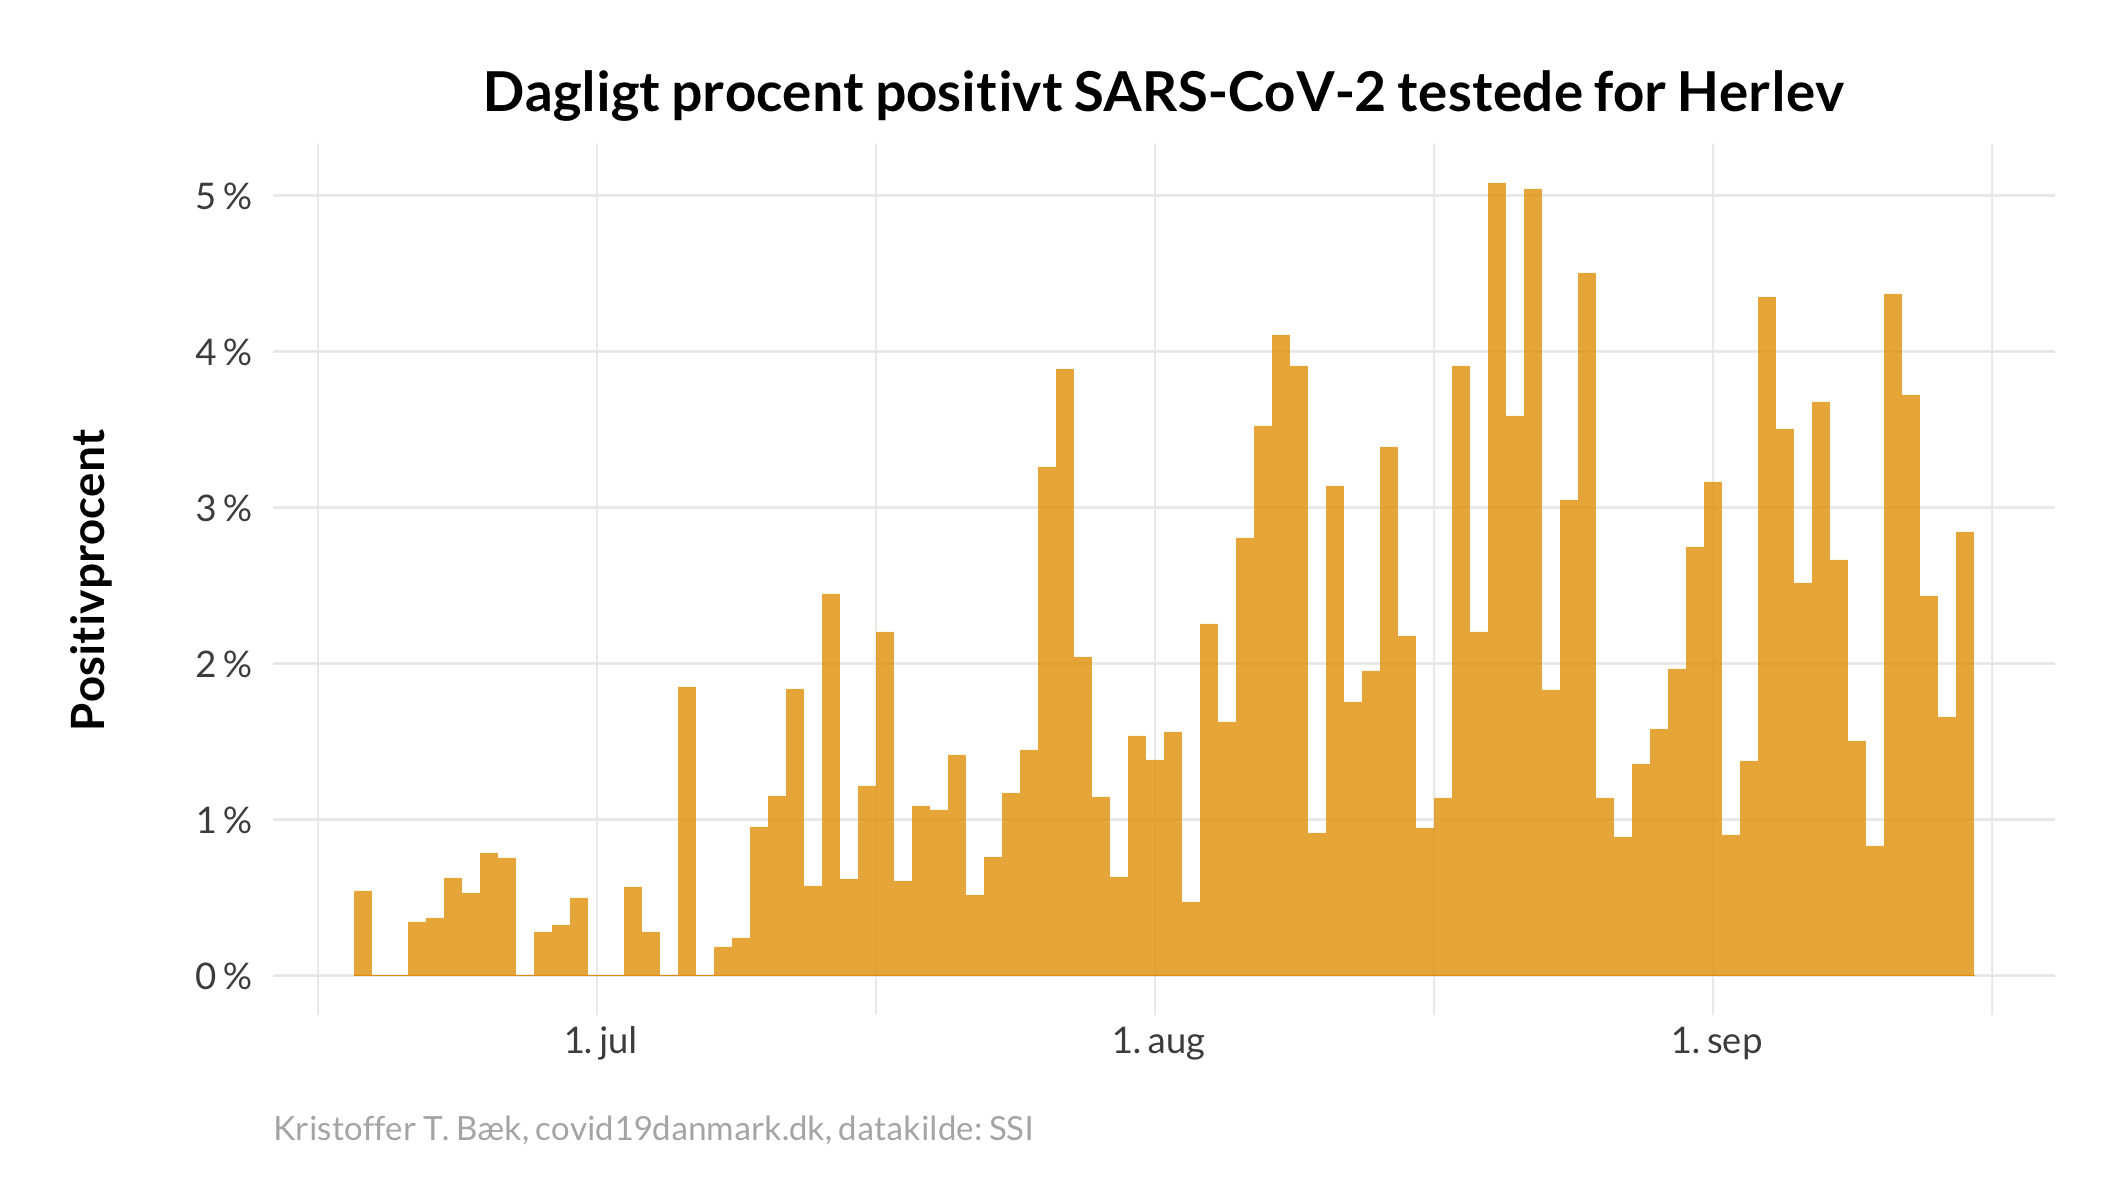 Dagligt procent positivt SARS-CoV-2 testede for Herlev
Positivprocent
5 %
4 %
3 %
2 %
1 %
0 %
1. jul
1. aug
1. sep
Kristoffer T. Bæk, covid19danmark.dk, datakilde: SSI